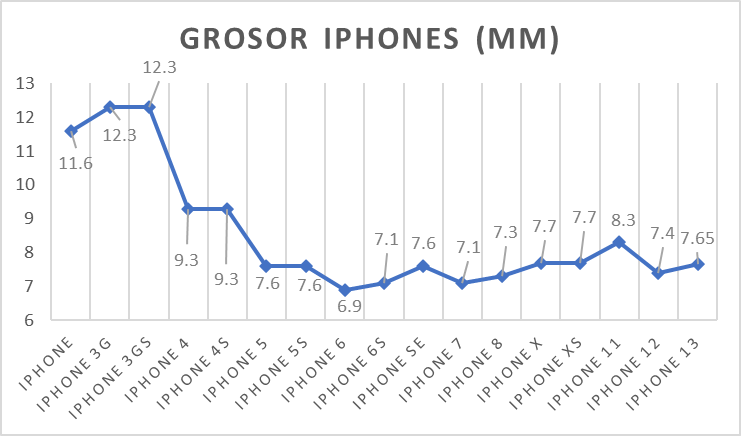 GROSOR IPHONES (MM)
13
12
11
10
9
8
7
6
11.6
12.3
12.3
9.3
9.3
7.6
7.6
6.9
7.1
7.6
7.1
7.3
7.7
7.7
8.3
7.4
7.65
IPHONE
IPHONE 3G
IPHONE 3GS
IPHONE 4
IPHONE 4S
IPHONE 5
IPHONE 5S
IPHONE 6
IPHONE 6S
IPHONE SE
IPHONE 7
IPHONE 8
IPHONE X
IPHONE XS
IPHONE 11
IPHONE 12
IPHONE 13